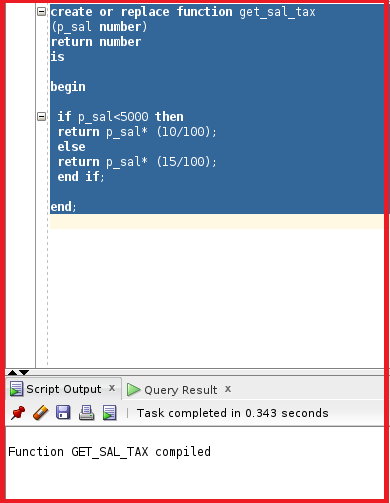 create or replace function get_sal_tax
(p_sal number)
return number
is
begin
if p_sal<5000 then
return p_sal* (10/100);
else
return p_sal* (15/100);
end if;
end;
Script Output x Query Result x
Task completed in 0.343 seconds
Function GET_SAL_TAX compiled